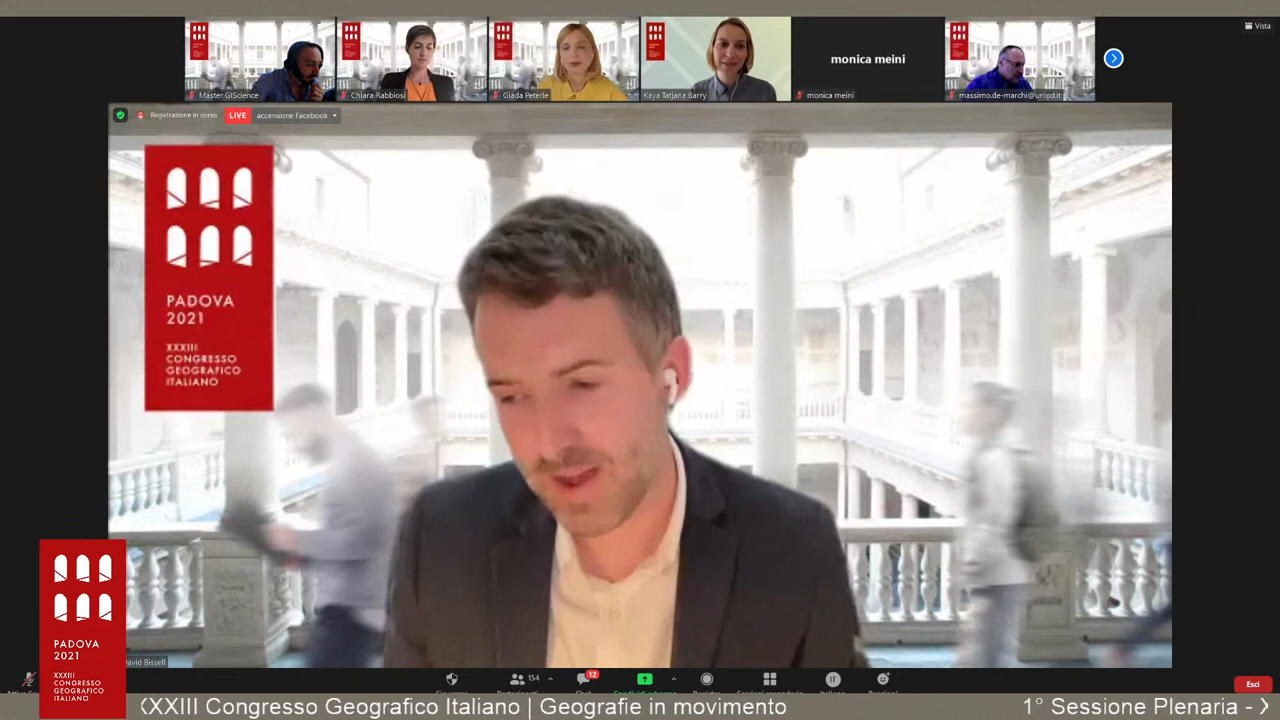 Vista
Master GIScience
Chiara Rabbiosi
Giada Peterle
Kaya Tatjana Barry
monica meini
monica meini
massimo.de-marchi@unipd.it
Registrazione in corso
LIVE
accensione Facebook
PADOVA
2021
XXXIII
CONGRESSO
GEOGRAFICO
ITALIANO
PADOVA
2021
XXXIII
CONGRESSO
GEOGRAFICO
ITALIANO
David Bissell
154
12
IT
Esci
XXXIII Congresso Geografico Italiano | Geografie in movimento
1° Sessione Plenaria - X